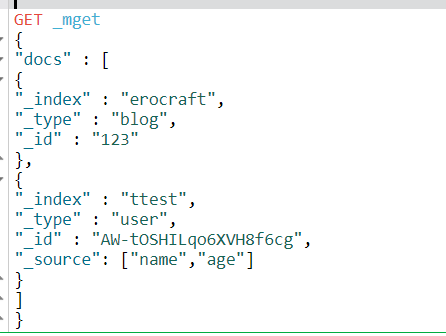 GET _mget
{
"docs" : [
{
"_index" : "erocraft",
"_type" : "blog",
"_id" : "123"
},
{
"_index" : "ttest",
"_type" : "user",
"_id" : "AW-tOSHILqo6XVH8f6cg",
"_source": ["name","age"]
}
]
}